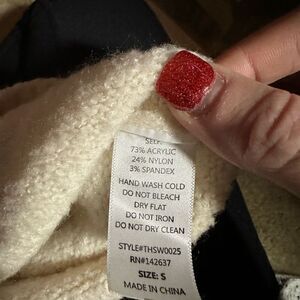 SELF:
73% ACRYLIC
24% NYLON
3% SPANDEX
HAND WASH COLD
DO NOT BLEACH
DRY FLAT
DO NOT IRON
DO NOT DRY CLEAN
STYLE#THSW0025
RN#142637
SIZE: S
MADE IN CHINA